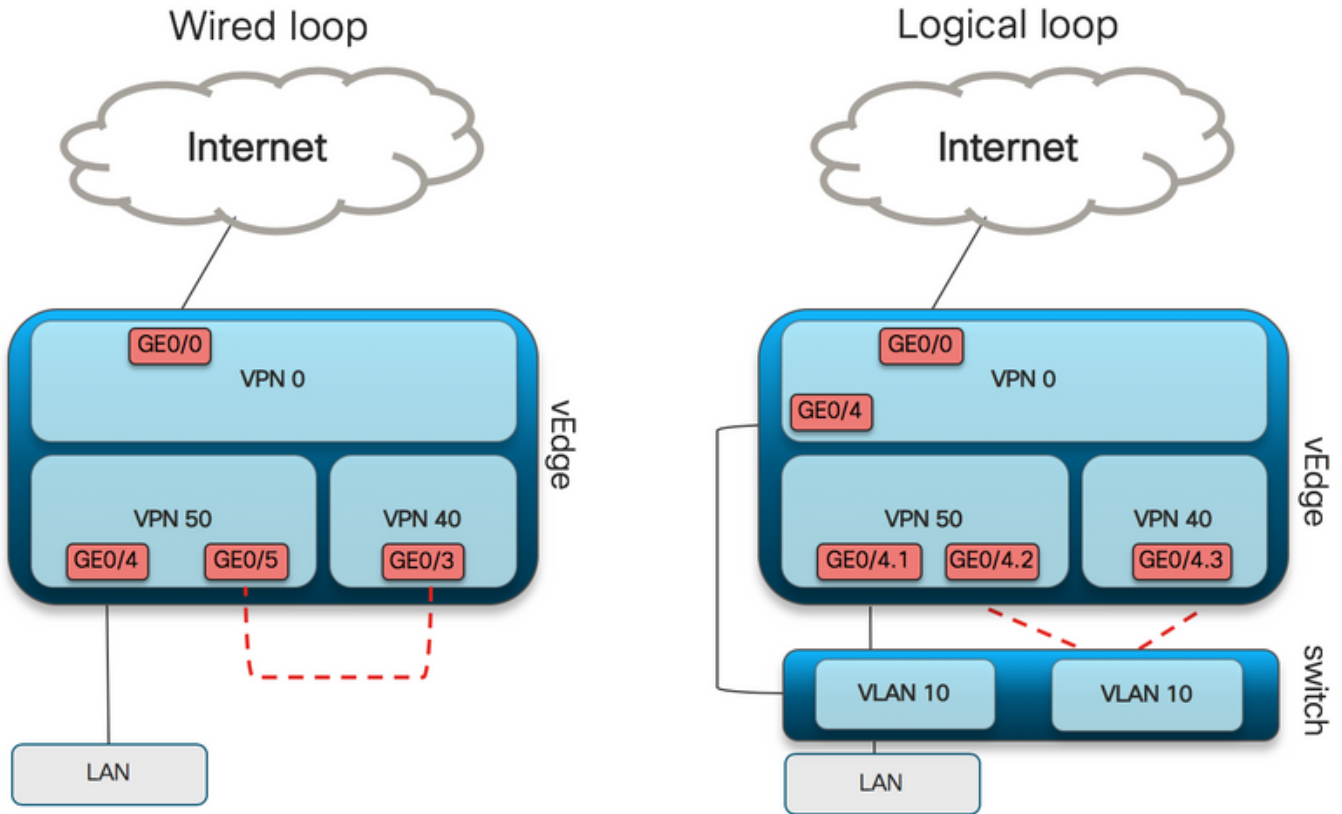 Wired loop
Internet
GE0/0
VPN 0
vEdge
VPN 50
VPN 40
GE0/4
GE0/5
GE0/3
LAN
Logical loop
Internet
GE0/0
VPN 0
GE0/4
vEdge
VPN 50
VPN 40
GE0/4.1
GE0/4.2
GE0/4.3
switch
VLAN 10
VLAN 10
LAN